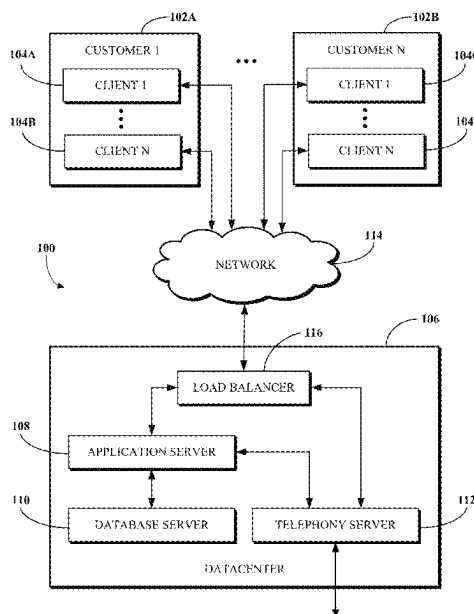 102A
102B
CUSTOMER 1
CUSTOMER N
104A
CLIENT 1
...
CLIENT 1
104B
CLIENT N
CLIENT N
104
114
100
NETWORK
106
116
LOAD BALANCER
108
APPLICATION SERVER
110
112
DATABASE SERVER
TELEPHONY SERVER
DATACENTER